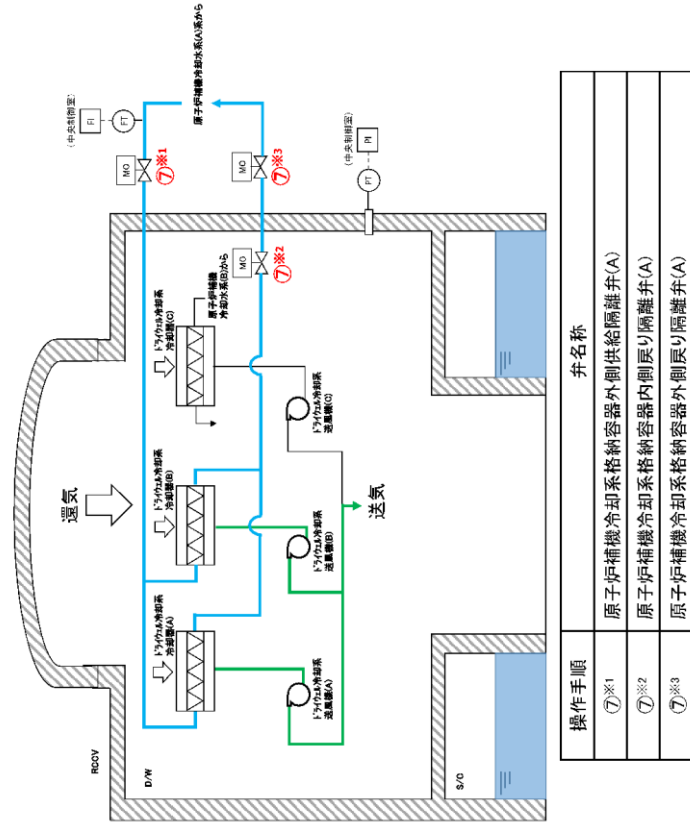 RCCV
D/W
S/C
還気
ドライウェル冷却系
冷却器(A)
ドライウェル冷却系
冷却器(B)
ドライウェル冷却系
冷却器(C)
原子炉補機
冷却水系(B)から
ドライウェル冷却系
送風機(A)
ドライウェル冷却系
送風機(B)
ドライウェル冷却系
送風機(C)
送気
(中央制御室)
FI
FT
MO
⑦※1
原子炉補機冷却水系(A)系から
MO
⑦※2
MO
⑦※3
(中央制御室)
PT
PI
操作手順 弁名称
⑦※1 原子炉補機冷却系格納容器外側供給隔離弁(A)
⑦※2 原子炉補機冷却系格納容器内側戻り隔離弁(A)
⑦※3 原子炉補機冷却系格納容器外側戻り隔離弁(A)